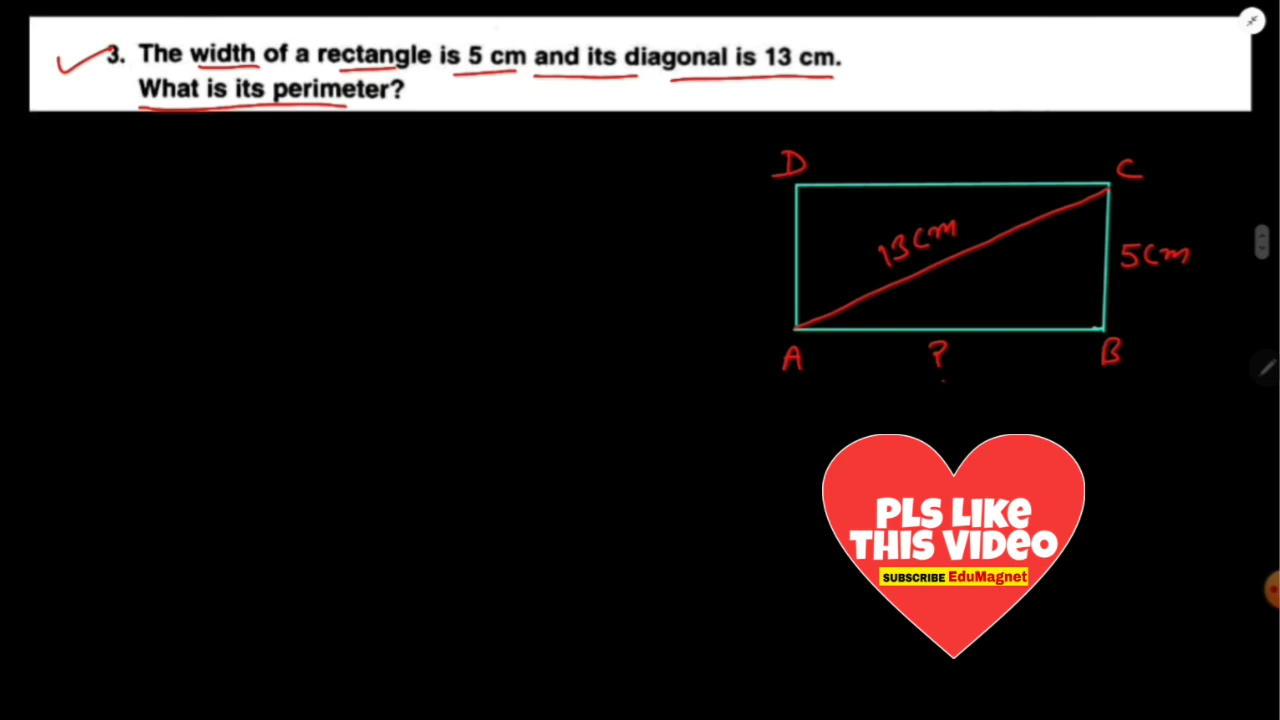 3. The width of a rectangle is 5 cm and its diagonal is 13 cm.
What is its perimeter?
D
C
13cm
5cm
A
?
B
PLS LIKE
THIS VIDEO
SUBSCRIBE EduMagnet